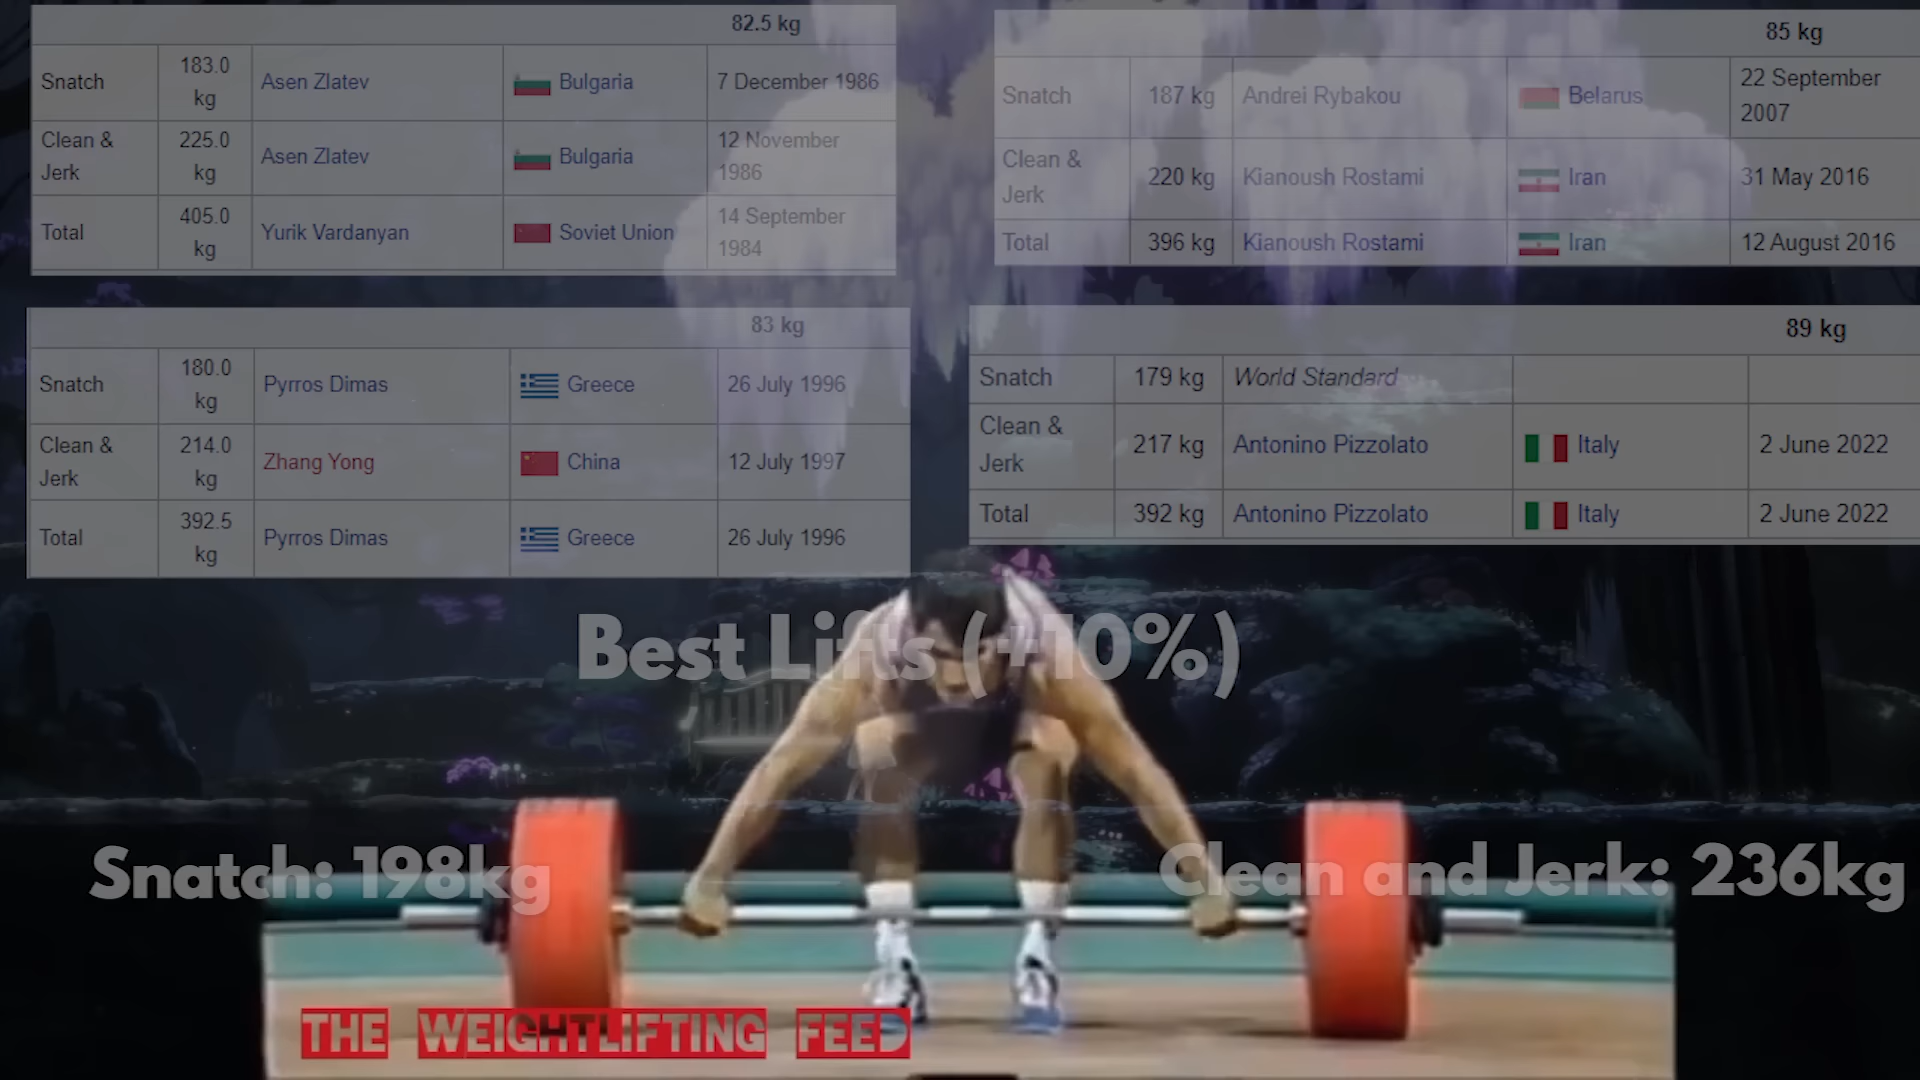 82.5 kg
Snatch 183.0 kg Asen Zlatev Bulgaria 7 December 1986
Clean & Jerk 225.0 kg Asen Zlatev Bulgaria 12 November 1986
Total 405.0 kg Yurik Vardanyan Soviet Union 14 September 1984
85 kg
Snatch 187 kg Andrei Rybakou Belarus 22 September 2007
Clean & Jerk 220 kg Kianoush Rostami Iran 31 May 2016
Total 396 kg Kianoush Rostami Iran 12 August 2016
83 kg
Snatch 180.0 kg Pyrros Dimas Greece 26 July 1996
Clean & Jerk 214.0 kg Zhang Yong China 12 July 1997
Total 392.5 kg Pyrros Dimas Greece 26 July 1996
89 kg
Snatch 179 kg World Standard
Clean & Jerk 217 kg Antonino Pizzolato Italy 2 June 2022
Total 392 kg Antonino Pizzolato Italy 2 June 2022
Best Lifts (+10%)
Snatch: 198kg
Clean and Jerk: 236kg
THE WEIGHTLIFTING FEED